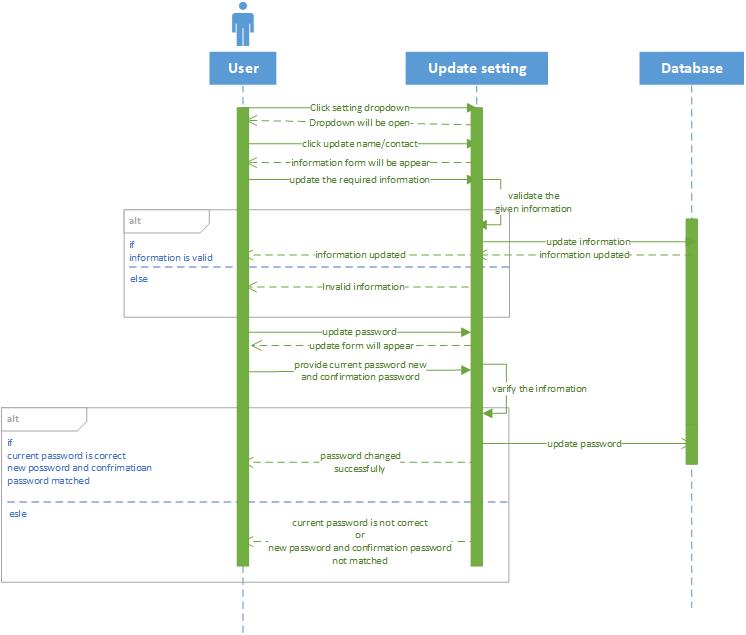 User
Update setting
Database
Click setting dropdown
Dropdown will be open
click update name/contact
information form will be appear
update the required information
validate the
given information
alt
if
information is valid
update information
information updated
information updated
else
Invalid information
update password
update form will appear
provide current password new
and confirmation password
varify the infromation
alt
if
current password is correct
new possword and confrimatioan
password matched
update password
password changed
successfully
esle
current password is not correct
or
new password and confirmation password
not matched